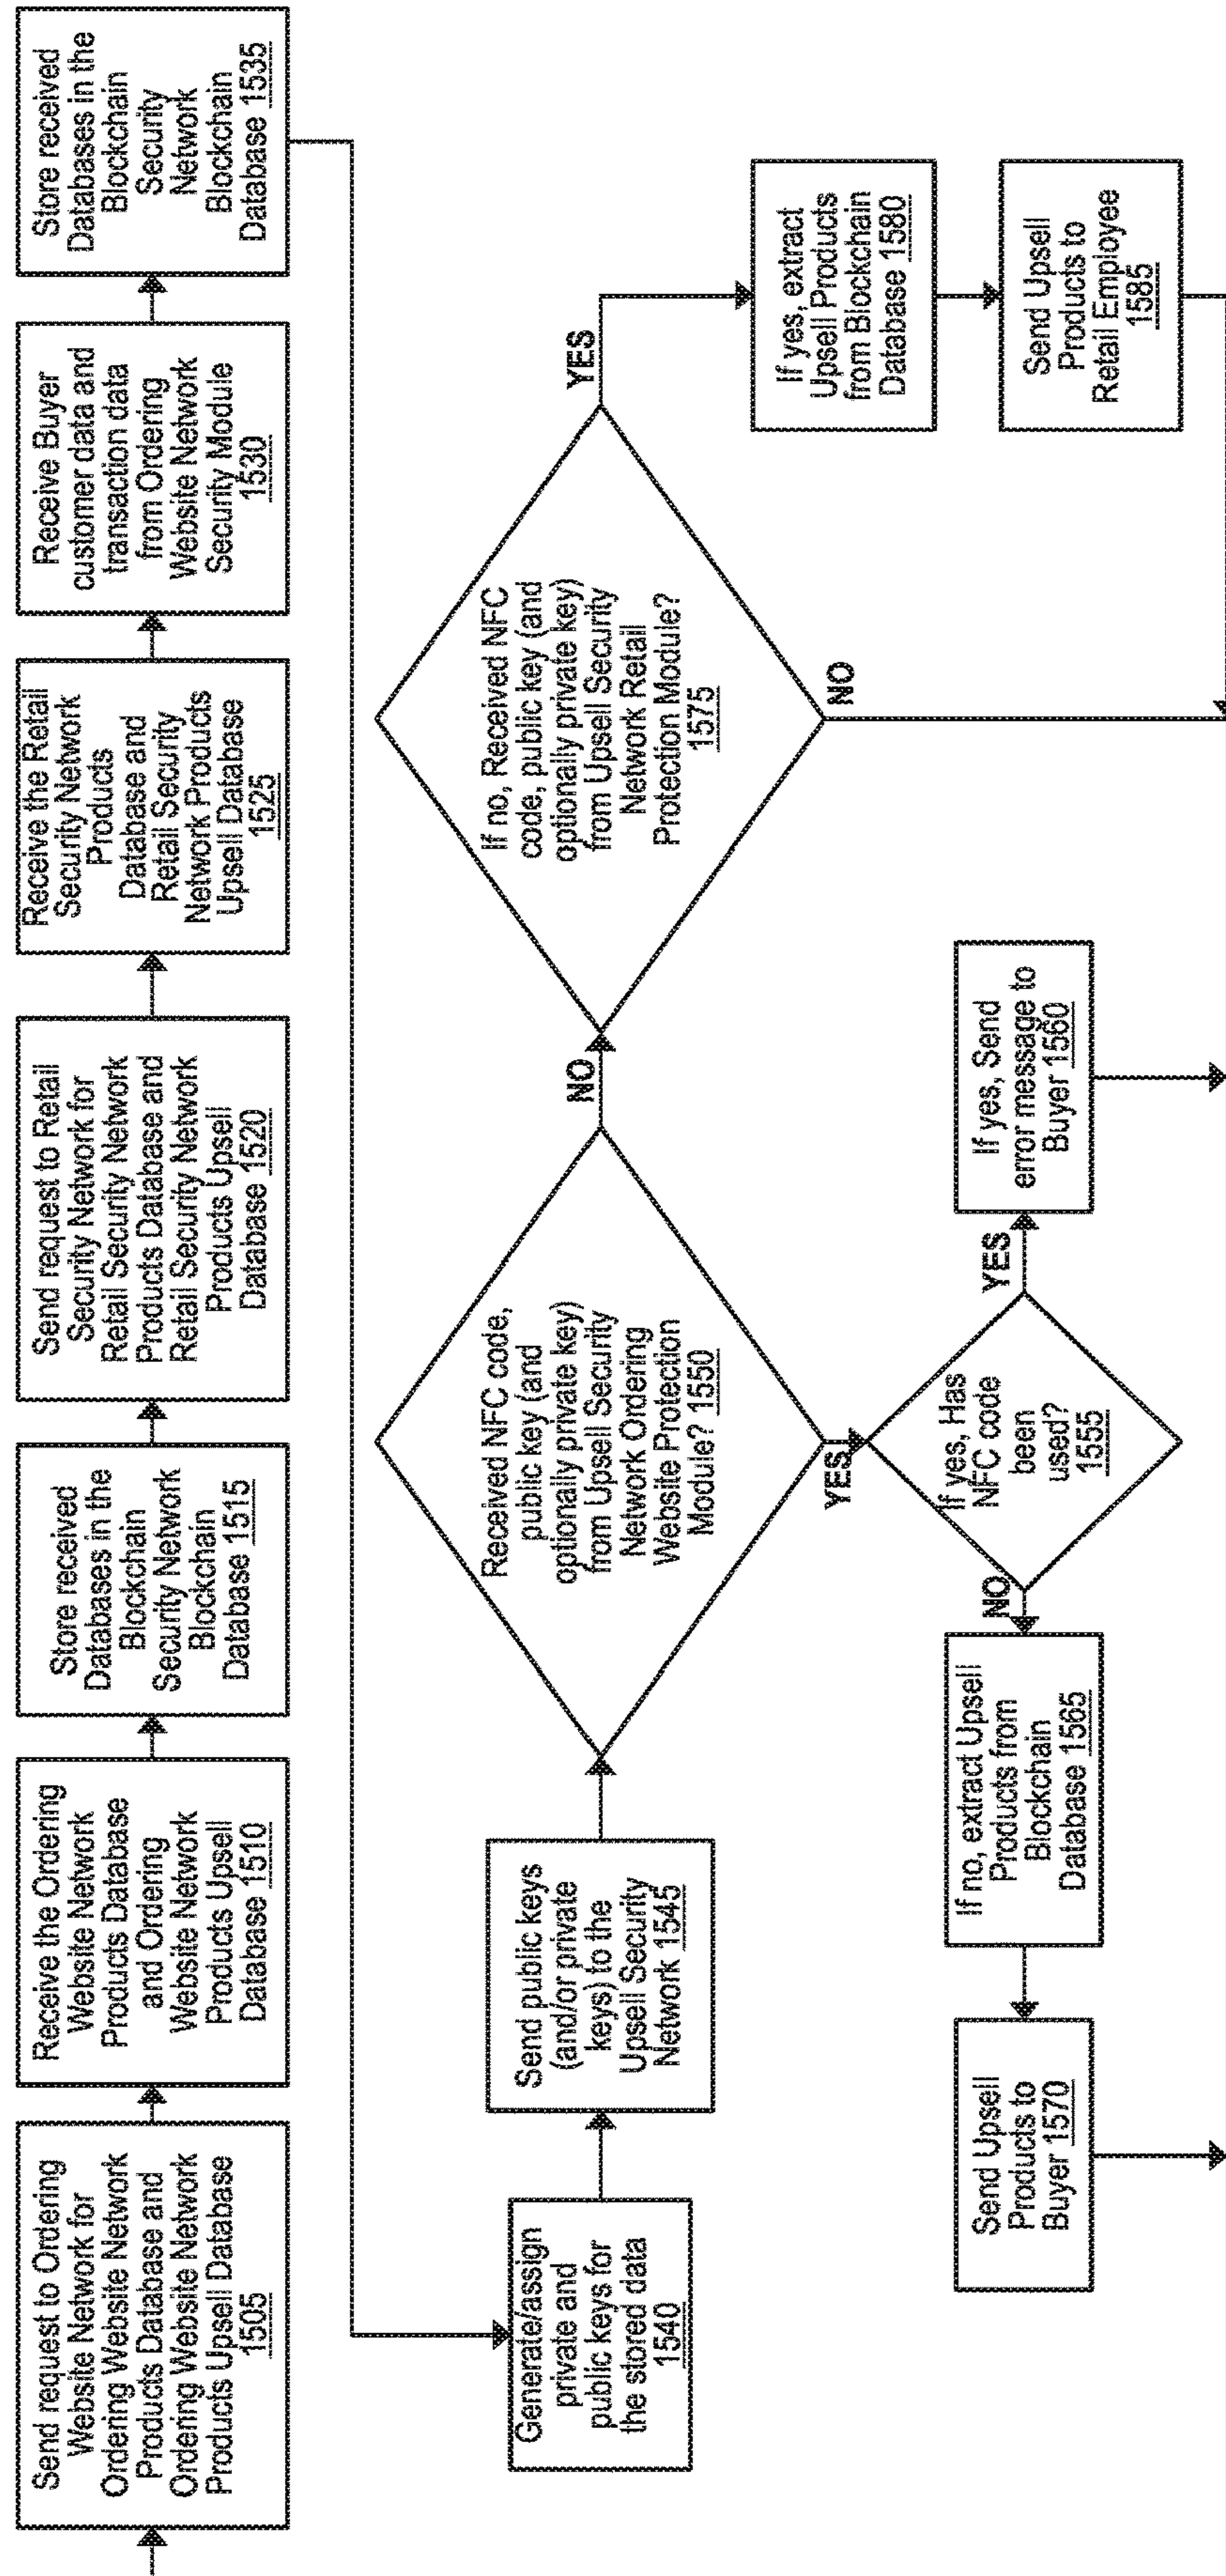 Send request to Ordering
Website Network for
Ordering Website Network
Products Database and
Ordering Website Network
Products Upsell Database
1505
Receive the Ordering
Website Network
Products Database
and Ordering
Website Network
Products Upsell
Database 1510
Store received
Databases in the
Blockchain
Security Network
Blockchain
Database 1515
Send request to Retail
Security Network for
Retail Security Network
Products Database and
Retail Security Network
Products Upsell
Database 1520
Receive the Retail
Security Network
Products
Database and
Retail Security
Network Products
Upsell Database
1525
Receive Buyer
customer data and
transaction data
from Ordering
Website Network
Security Module
1530
Store received
Databases in the
Blockchain
Security
Network
Blockchain
Database 1535
Generate/assign
private and
public keys for
the stored data
1540
Send public keys
(and/or private
keys) to the
Upsell Security
Network 1545
Received NFC code,
public key (and
optionally private key)
from Upsell Security
Network Ordering
Website Protection
Module? 1550
NO
YES
If no, Received NFC
code, public key (and
optionally private key)
from Upsell Security
Network Retail
Protection Module?
1575
YES
NO
If yes, extract
Upsell Products
from Blockchain
Database 1580
Send Upsell
Products to
Retail Employee
1585
If yes, Has
NFC code
been
used?
1555
NO
YES
If yes, Send
error message to
Buyer 1560
If no, extract Upsell
Products from
Blockchain
Database 1565
Send Upsell
Products to
Buyer 1570